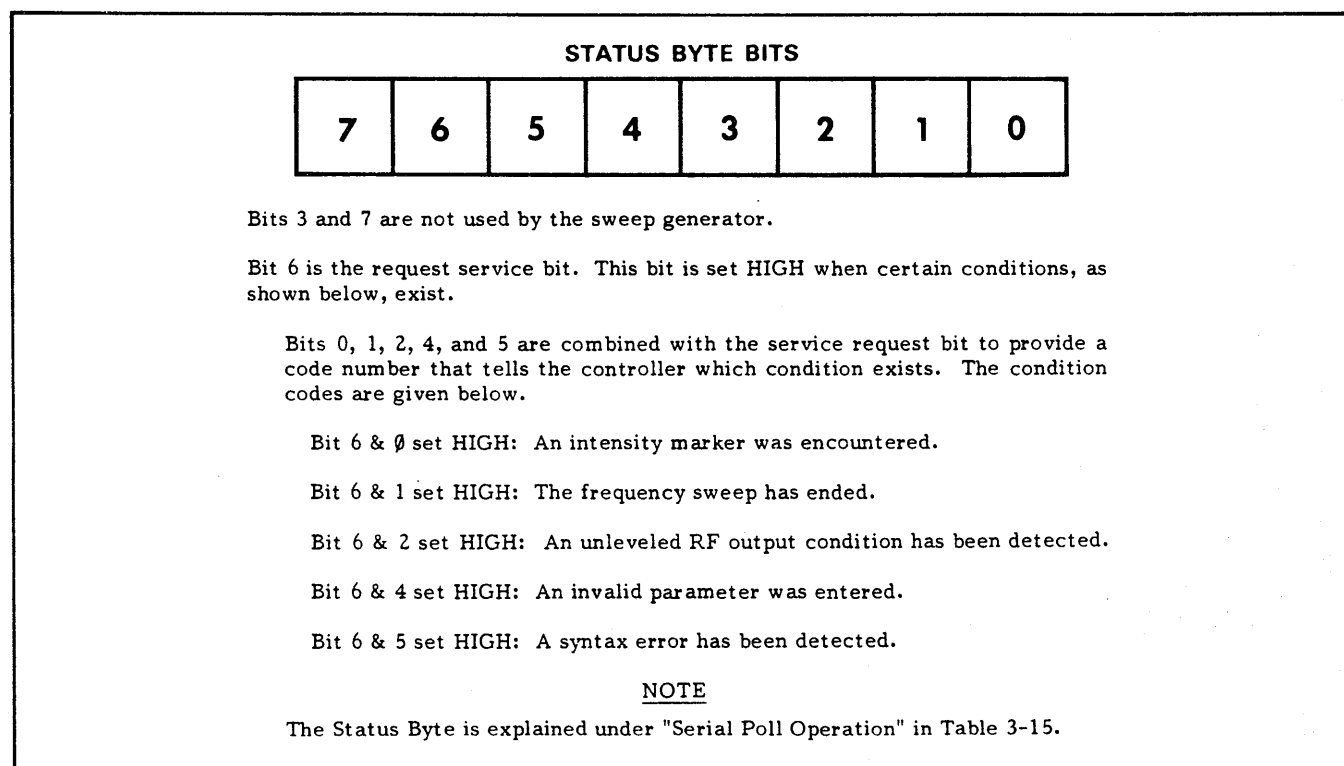 STATUS BYTE BITS
7 6 5 4 3 2 1 0
Bits 3 and 7 are not used by the sweep generator.
Bit 6 is the request service bit. This bit is set HIGH when certain conditions, as
shown below, exist.
Bits 0, 1, 2, 4, and 5 are combined with the service request bit to provide a
code number that tells the controller which condition exists. The condition
codes are given below.
Bit 6 & Ø set HIGH: An intensity marker was encountered.
Bit 6 & 1 set HIGH: The frequency sweep has ended.
Bit 6 & 2 set HIGH: An unleveled RF output condition has been detected.
Bit 6 & 4 set HIGH: An invalid parameter was entered.
Bit 6 & 5 set HIGH: A syntax error has been detected.
NOTE
The Status Byte is explained under "Serial Poll Operation" in Table 3-15.